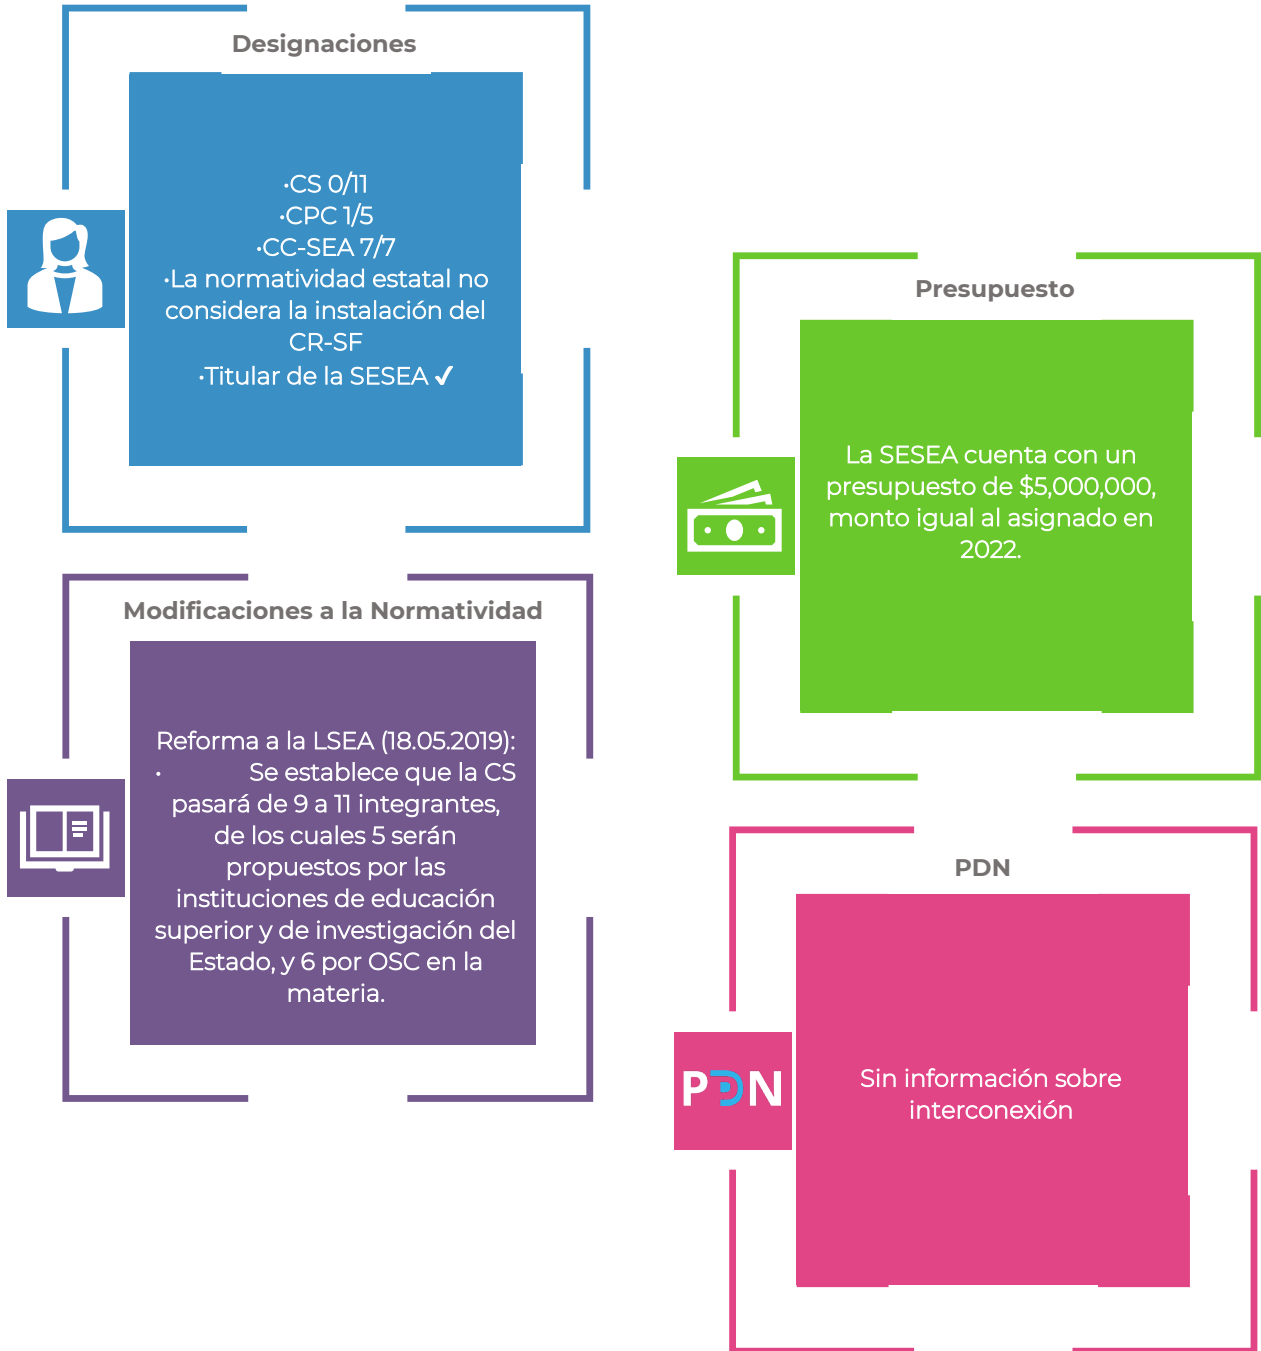 Designaciones
•CS 0/11
•CPC 1/5
•CC-SEA 7/7
•La normatividad estatal no
considera la instalación del
CR-SF
•Titular de la SESEA ✓
Modificaciones a la Normatividad
Reforma a la LSEA (18.05.2019):
• Se establece que la CS
pasará de 9 a 11 integrantes,
de los cuales 5 serán
propuestos por las
instituciones de educación
superior y de investigación del
Estado, y 6 por OSC en la
materia.
Presupuesto
La SESEA cuenta con un
presupuesto de $5,000,000,
monto igual al asignado en
2022.
PDN
PDN
Sin información sobre
interconexión